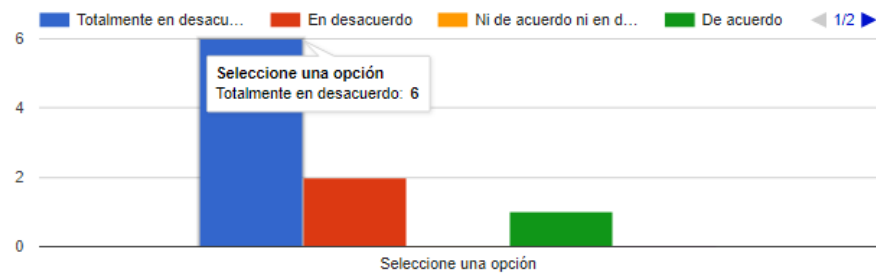 Totalmente en desacu... En desacuerdo Ni de acuerdo ni en d... De acuerdo 1/2
6
Seleccione una opción
Totalmente en desacuerdo: 6
4
2
0
Seleccione una opción